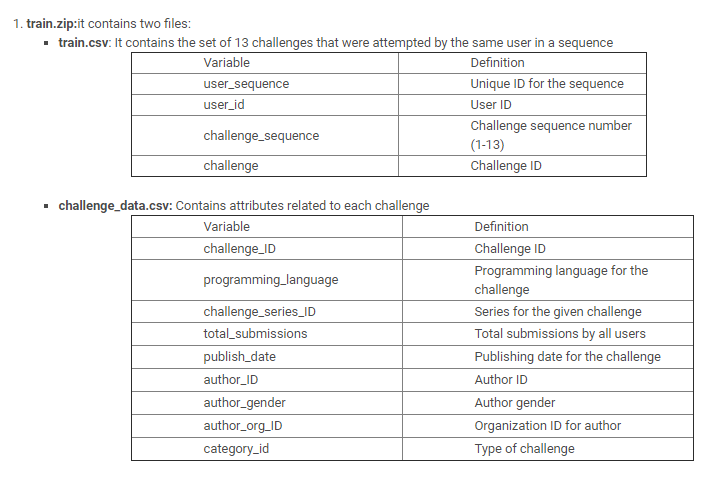 1. train.zip:it contains two files:
▪ train.csv: It contains the set of 13 challenges that were attempted by the same user in a sequence
Variable Definition
user_sequence Unique ID for the sequence
user_id User ID
challenge_sequence Challenge sequence number (1-13)
challenge Challenge ID
▪ challenge_data.csv: Contains attributes related to each challenge
Variable Definition
challenge_ID Challenge ID
programming_language Programming language for the challenge
challenge_series_ID Series for the given challenge
total_submissions Total submissions by all users
publish_date Publishing date for the challenge
author_ID Author ID
author_gender Author gender
author_org_ID Organization ID for author
category_id Type of challenge